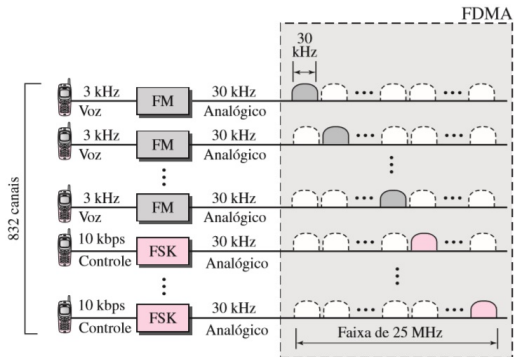 FDMA
30
kHz
3 kHz
Voz
FM
30 kHz
Analógico
3 kHz
Voz
FM
30 kHz
Analógico
3 kHz
Voz
FM
30 kHz
Analógico
10 kbps
Controle
FSK
30 kHz
Analógico
10 kbps
Controle
FSK
30 kHz
Analógico
Faixa de 25 MHz
832 canais